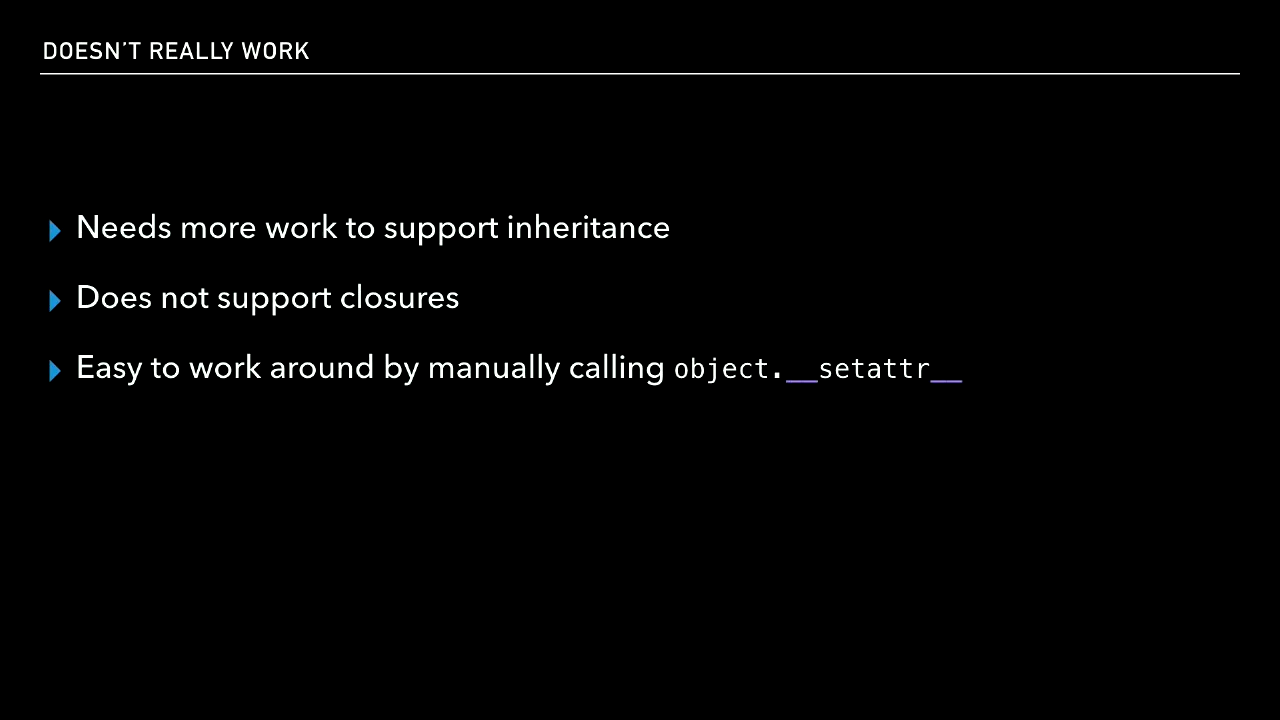 DOESN’T REALLY WORK
Needs more work to support inheritance
Does not support closures
Easy to work around by manually calling object.__setattr__